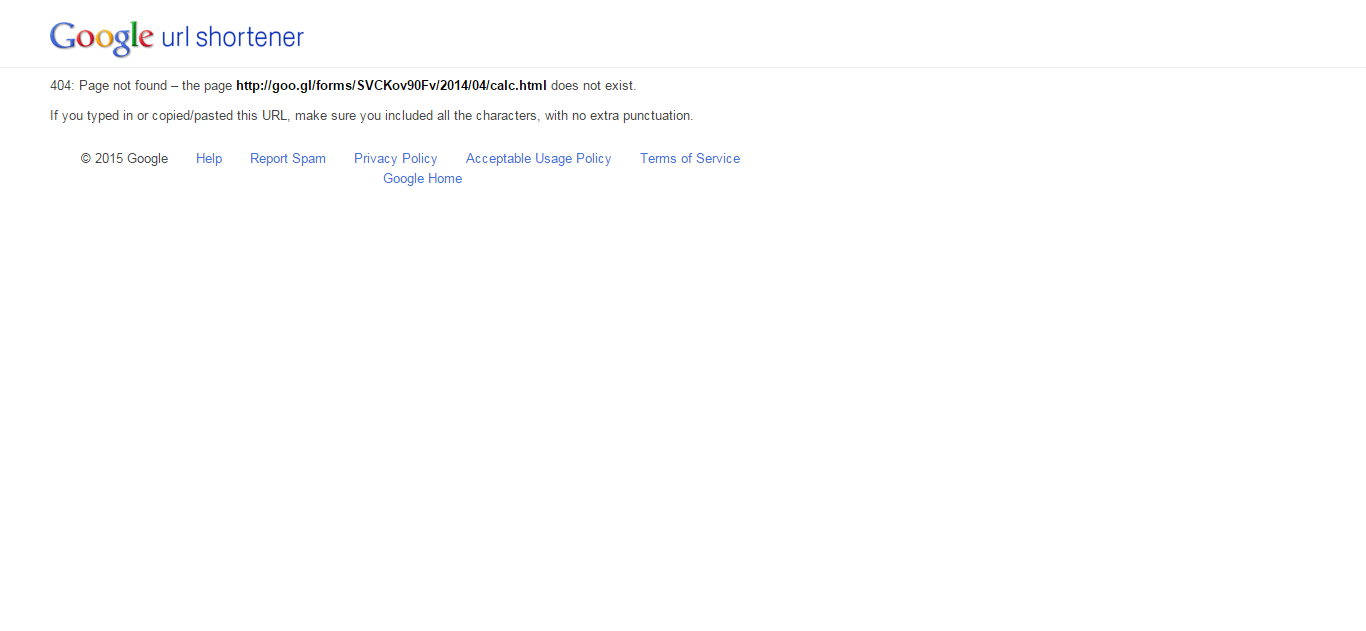 Google url shortener
404: Page not found – the page http://goo.gl/forms/SVCKov90Fv/2014/04/calc.html does not exist.
If you typed in or copied/pasted this URL, make sure you included all the characters, with no extra punctuation.
© 2015 Google Help Report Spam Privacy Policy Acceptable Usage Policy Terms of Service
Google Home